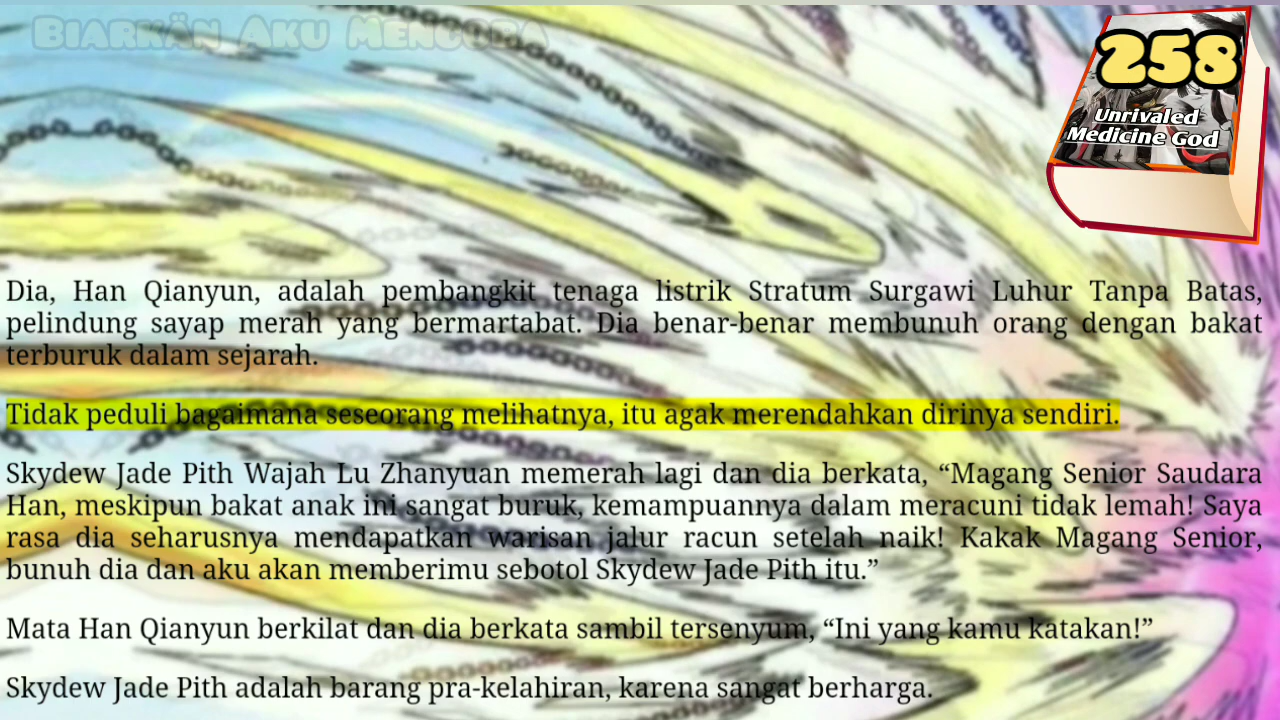 BIARKÄN AKU MENCOBA
258
Unrivaled
Medicine God
Dia, Han Qianyun, adalah pembangkit tenaga listrik Stratum Surgawi Luhur Tanpa Batas,
pelindung sayap merah yang bermartabat. Dia benar-benar membunuh orang dengan bakat
terburuk dalam sejarah.
Tidak peduli bagaimana seseorang melihatnya, itu agak merendahkan dirinya sendiri.
Skydew Jade Pith Wajah Lu Zhanyuan memerah lagi dan dia berkata, “Magang Senior Saudara
Han, meskipun bakat anak ini sangat buruk, kemampuannya dalam meracuni tidak lemah! Saya
rasa dia seharusnya mendapatkan warisan jalur racun setelah naik! Kakak Magang Senior,
bunuh dia dan aku akan memberimu sebotol Skydew Jade Pith itu.”
Mata Han Qianyun berkilat dan dia berkata sambil tersenyum, “Ini yang kamu katakan!”
Skydew Jade Pith adalah barang pra-kelahiran, karena sangat berharga.